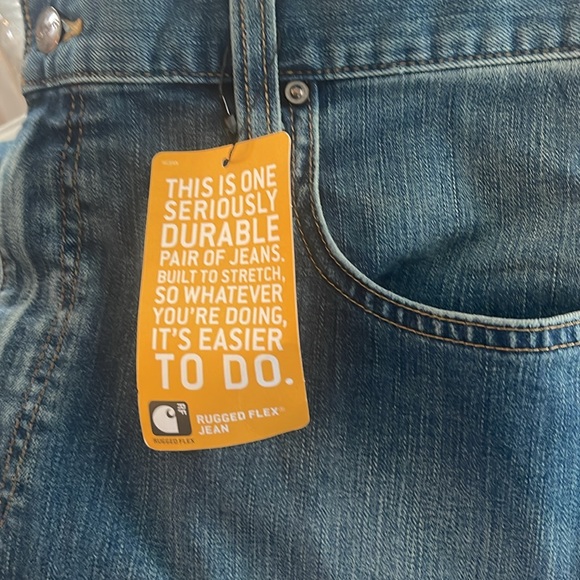 THIS IS ONE
SERIOUSLY
DURABLE
PAIR OF JEANS.
BUILT TO STRETCH,
SO WHATEVER
YOU'RE DOING,
IT'S EASIER
TO DO.
RF
RUGGED FLEX
RUGGED FLEX®
JEAN